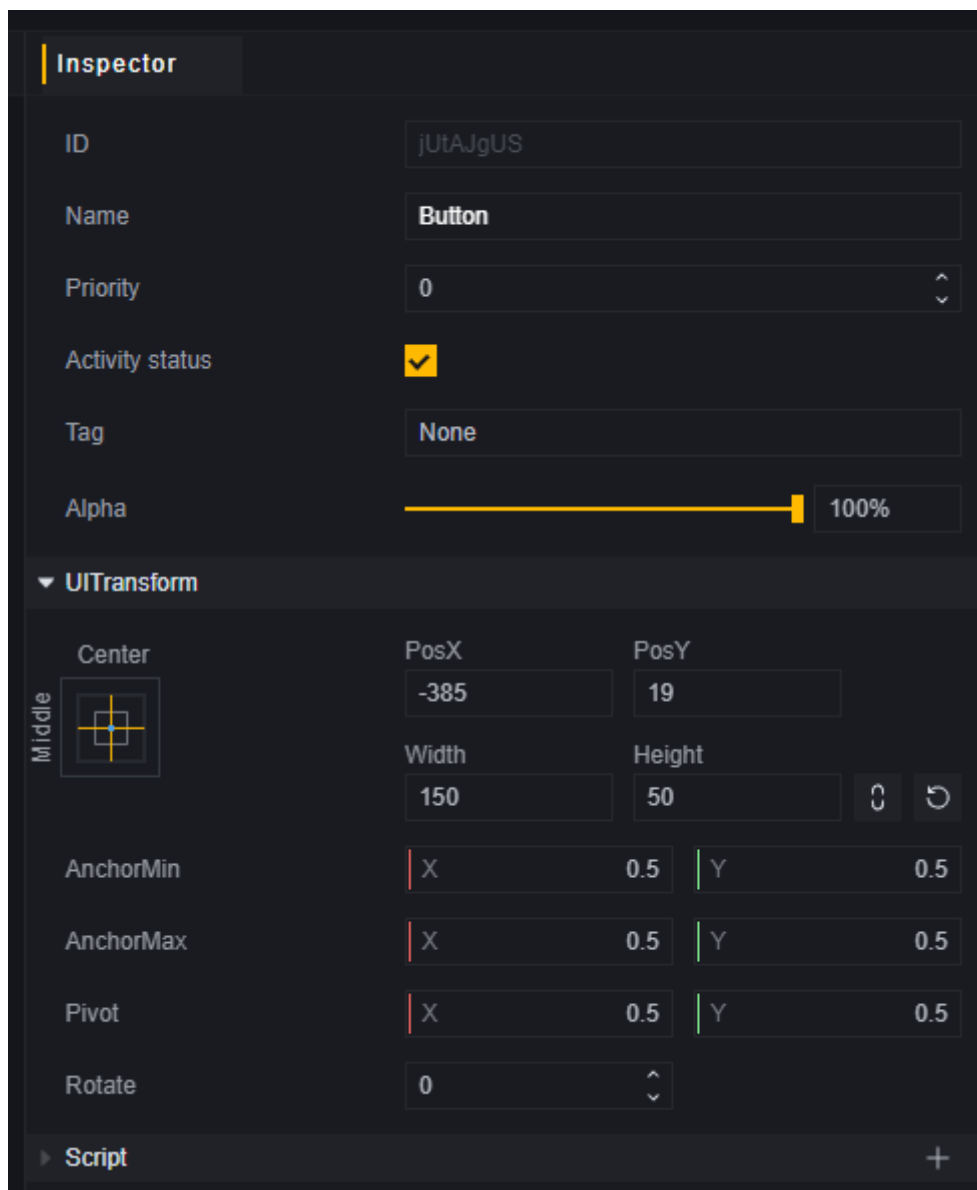 Inspector
ID jUtAJgUS
Name Button
Priority 0
Activity status
Tag None
Alpha 100%
UITransform
Center PosX PosY
Middle -385 19
Width Height
150 50
AnchorMin X 0.5 Y 0.5
AnchorMax X 0.5 Y 0.5
Pivot X 0.5 Y 0.5
Rotate 0
Script